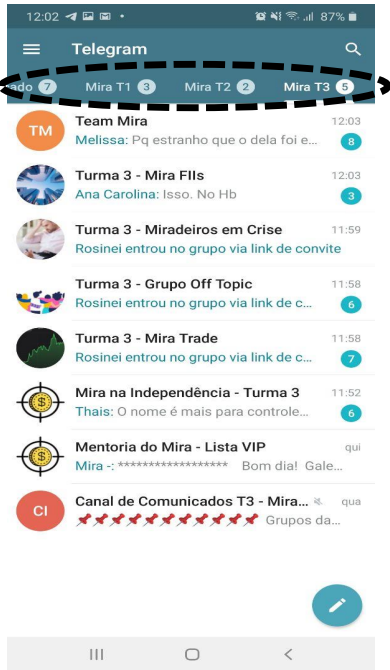 12:02 87%
Telegram
ado 7 Mira T1 3 Mira T2 2 Mira T3 5
TM Team Mira 12:03
Melissa: Pq estranho que o dela foi e... 8
Turma 3 - Mira FIIs 12:03
Ana Carolina: Isso. No Hb 3
Turma 3 - Miradeiros em Crise 11:59
Rosinei entrou no grupo via link de convite
Turma 3 - Grupo Off Topic 11:58
Rosinei entrou no grupo via link de c... 6
Turma 3 - Mira Trade 11:58
Rosinei entrou no grupo via link de c... 7
Mira na Independência - Turma 3 11:52
Thais: O nome é mais para controle... 6
Mentoria do Mira - Lista VIP qui
Mira -: ****************** Bom dia! Gale...
CI Canal de Comunicados T3 - Mira... qua
📌📌📌📌📌📌📌📌📌📌📌 Grupos da...